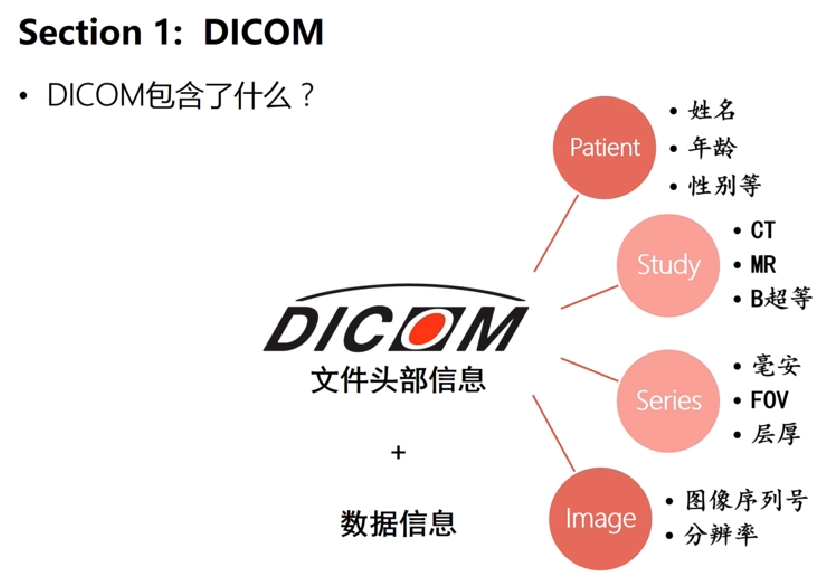 Section 1:  DICOM
• DICOM包含了什么？
Patient
• 姓名
• 年龄
• 性别等
Study
• CT
• MR
• B超等
DICOM
文件头部信息
+
数据信息
Series
• 毫安
• FOV
• 层厚
Image
• 图像序列号
• 分辨率